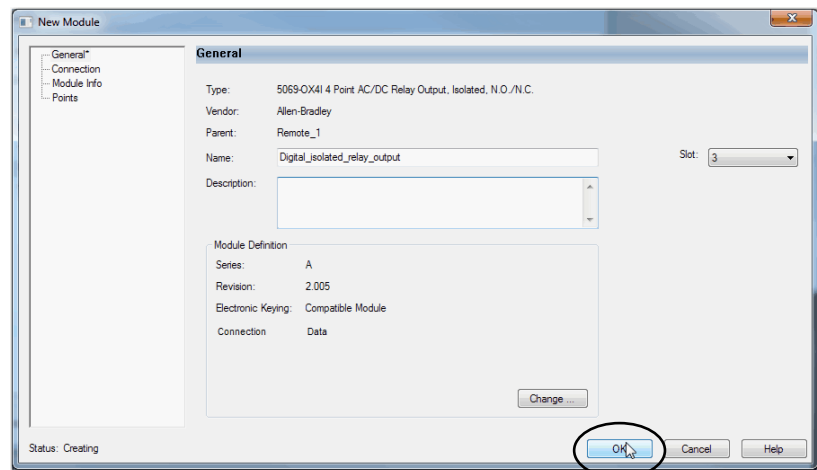 New Module
General*
Connection
Module Info
Points
General
Type: 5069-OX4I 4 Point AC/DC Relay Output, Isolated, N.O./N.C.
Vendor: Allen-Bradley
Parent: Remote_1
Name: Digital_isolated_relay_output
Slot: 3
Description:
Module Definition
Series: A
Revision: 2.005
Electronic Keying: Compatible Module
Connection Data
Change ...
Status: Creating
OK Cancel Help